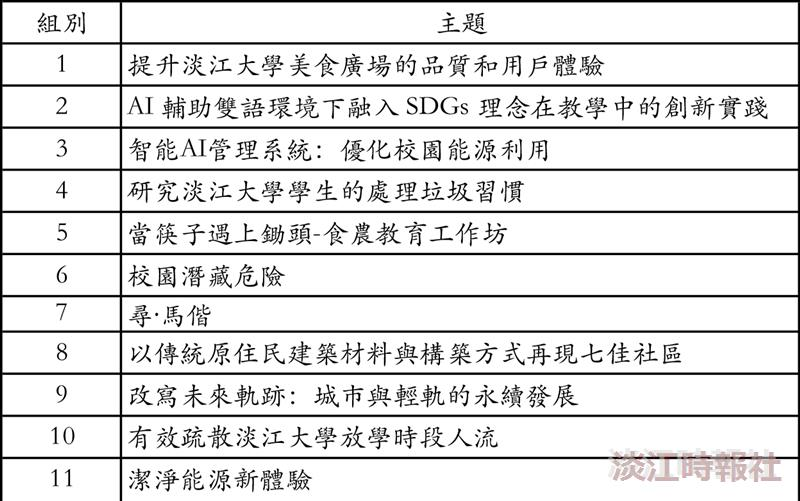 組別 主題
1 提升淡江大學美食廣場的品質和用戶體驗
2 AI 輔助雙語環境下融入 SDGs 理念在教學中的創新實踐
3 智能AI管理系統：優化校園能源利用
4 研究淡江大學學生的處理垃圾習慣
5 當筷子遇上鋤頭-食農教育工作坊
6 校園潛藏危險
7 尋·馬偕
8 以傳統原住民建築材料與構築方式再現七佳社區
9 改寫未來軌跡：城市與輕軌的永續發展
10 有效疏散淡江大學放學時段人流
11 潔淨能源新體驗
淡江時報社